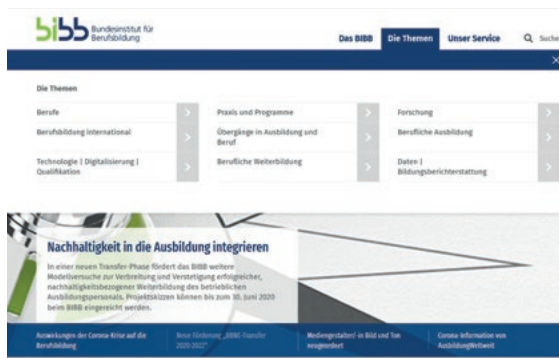 bibb Bundesinstitut für
Berufsbildung
Das BIBB Die Themen Unser Service Suche
Die Themen
Berufe
Praxis und Programme
Forschung
Berufsbildung international
Übergänge in Ausbildung und
Beruf
Berufliche Ausbildung
Technologie | Digitalisierung |
Qualifikation
Berufliche Weiterbildung
Daten |
Bildungsberichterstattung
Nachhaltigkeit in die Ausbildung integrieren
In einer neuen Transfer-Phase fördert das BIBB weitere
Modellversuche zur Verbreitung und Verstetigung erfolgreicher,
nachhaltigkeitsbezogener Weiterbildung des betrieblichen
Ausbildungspersonals. Projektskizzen können bis zum 30. Juni 2020
beim BIBB eingereicht werden.
Auswirkungen der Corona-Krise auf die
Berufsbildung
Neue Förderung „BBNE-Transfer
2020-2022“
Mediengestalter/-in Bild und Ton
neugeordnet
Corona-Information von
AusbildungWeltweit